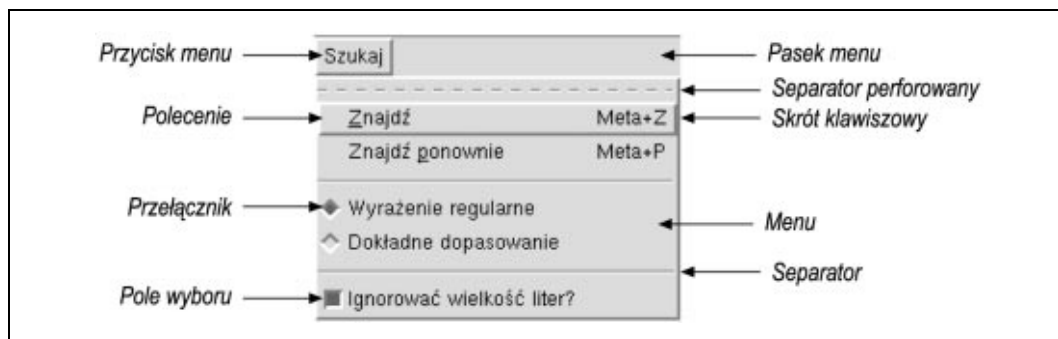 Przycisk menu
Szukaj
Pasek menu
Separator perforowany
Polecenie
Znajdź Meta+Z
Skrót klawiszowy
Znajdź ponownie Meta+P
Przełącznik
Wyrażenie regularne
Menu
Dokładne dopasowanie
Separator
Pole wyboru
Ignorować wielkość liter?